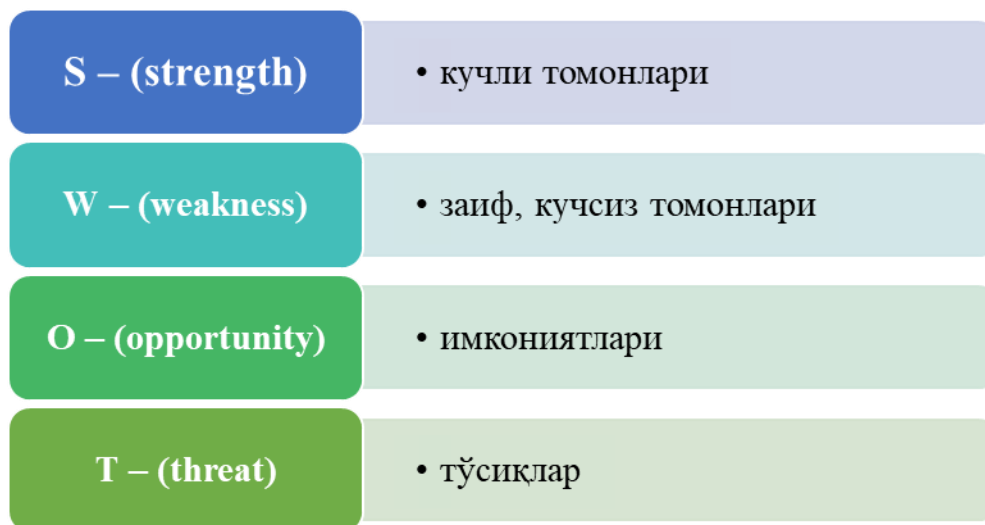 S – (strength)
• кучли томонлари
W – (weakness)
• заиф, кучсиз томонлари
O – (opportunity)
• имкониятлари
T – (threat)
• тўсиқлар